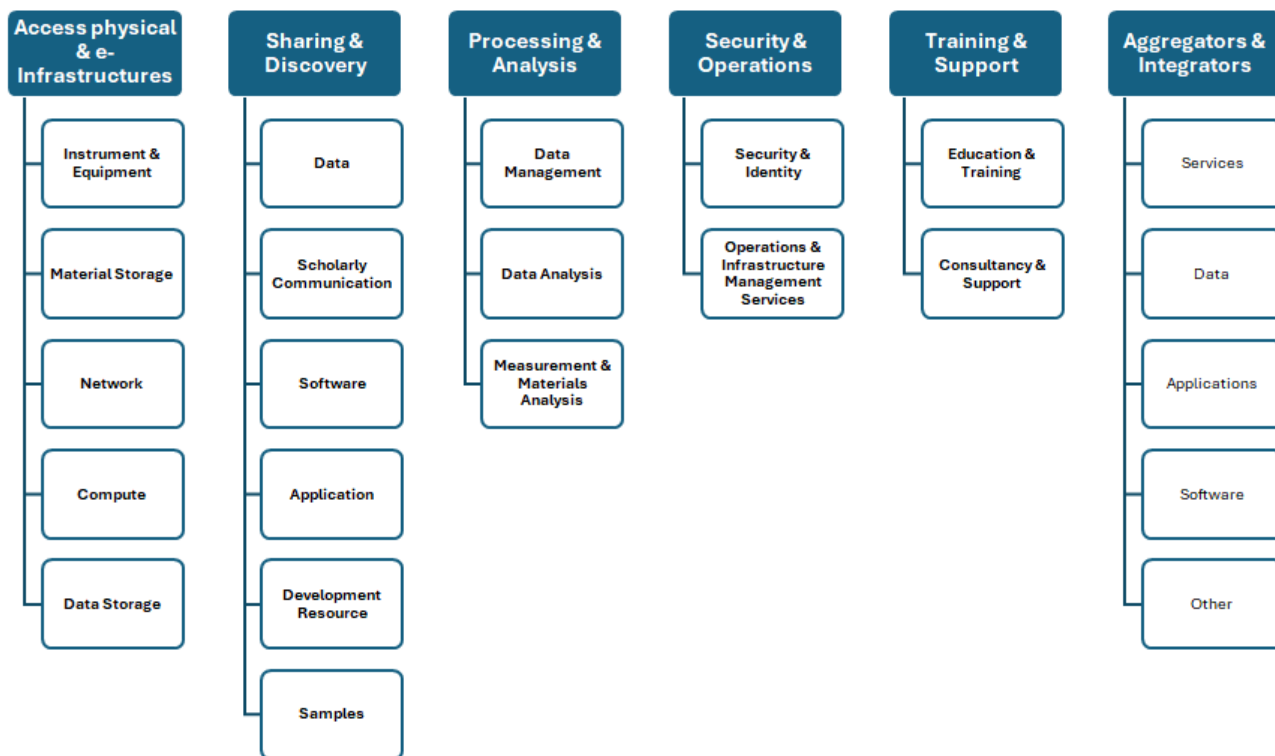 Access physical
& e-
Infrastructures
Instrument &
Equipment
Material Storage
Network
Compute
Data Storage
Sharing &
Discovery
Data
Scholarly
Communication
Software
Application
Development
Resource
Samples
Processing &
Analysis
Data
Management
Data Analysis
Measurement &
Materials
Analysis
Security &
Operations
Security &
Identity
Operations &
Infrastructure
Management
Services
Training &
Support
Education &
Training
Consultancy &
Support
Aggregators &
Integrators
Services
Data
Applications
Software
Other